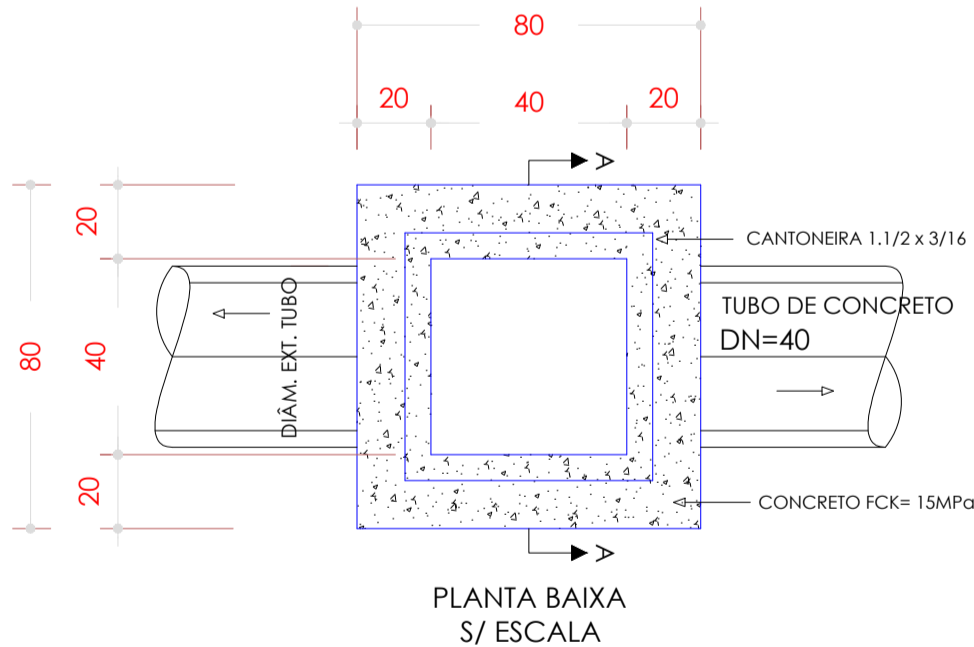 80
20
40
20
A
20
CANTONEIRA 1.1/2 x 3/16
DIÂM. EXT. TUBO
TUBO DE CONCRETO
DN=40
80
40
20
CONCRETO FCK= 15MPa
A
PLANTA BAIXA
S/ ESCALA